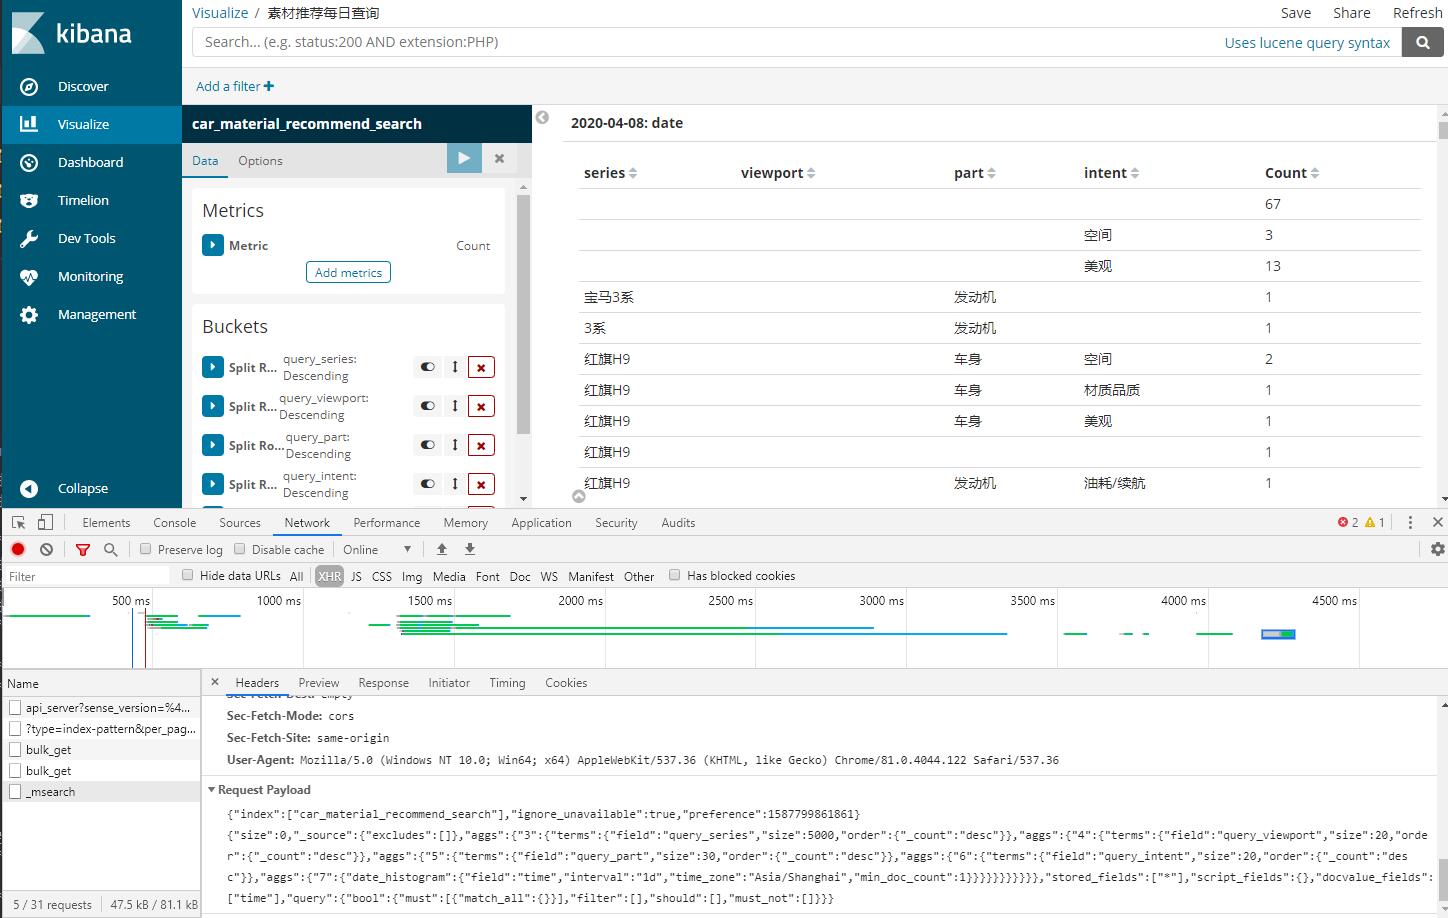 kibana
Discover
Visualize
Dashboard
Timelion
Dev Tools
Monitoring
Management
Collapse
Visualize / 素材推荐每日查询
Save Share Refresh
Search... (e.g. status:200 AND extension:PHP)
Uses lucene query syntax
Add a filter +
car_material_recommend_search
Data Options
Metrics
Metric Count
Add metrics
Buckets
Split R... query_series: Descending
Split R... query_viewport: Descending
Split Ro... query_part: Descending
Split R... query_intent: Descending
2020-04-08: date
series viewport part intent Count
67
空间 3
美观 13
宝马3系 发动机 1
3系 发动机 1
红旗H9 车身 空间 2
红旗H9 车身 材质品质 1
红旗H9 车身 美观 1
红旗H9 1
红旗H9 发动机 油耗/续航 1
Elements Console Sources Network Performance Memory Application Security Audits 2 1
Preserve log Disable cache Online
Filter Hide data URLs All XHR JS CSS Img Media Font Doc WS Manifest Other Has blocked cookies
500 ms 1000 ms 1500 ms 2000 ms 2500 ms 3000 ms 3500 ms 4000 ms 4500 ms
Name
api_server?sense_version=%4...
?type=index-pattern&per_pag...
bulk_get
bulk_get
_msearch
5 / 31 requests 47.5 kB / 81.1 kB
Headers Preview Response Initiator Timing Cookies
Sec-Fetch-Dest: empty
Sec-Fetch-Mode: cors
Sec-Fetch-Site: same-origin
User-Agent: Mozilla/5.0 (Windows NT 10.0; Win64; x64) AppleWebKit/537.36 (KHTML, like Gecko) Chrome/81.0.4044.122 Safari/537.36
Request Payload
{"index":["car_material_recommend_search"],"ignore_unavailable":true,"preference":1587799861861}
{"size":0,"_source":{"excludes":[]},"aggs":{"3":{"terms":{"field":"query_series","size":5000,"order":{"_count":"desc"}},"aggs":{"4":{"terms":{"field":"query_viewport","size":20,"orde
r":{"_count":"desc"}},"aggs":{"5":{"terms":{"field":"query_part","size":30,"order":{"_count":"desc"}},"aggs":{"6":{"terms":{"field":"query_intent","size":20,"order":{"_count":"des
c"}},"aggs":{"7":{"date_histogram":{"field":"time","interval":"1d","time_zone":"Asia/Shanghai","min_doc_count":1}}}}}}}}}},"stored_fields":["*"],"script_fields":{},"docvalue_fields":
["time"],"query":{"bool":{"must":[{"match_all":{}}],"filter":[],"should":[],"must_not":[]}}}